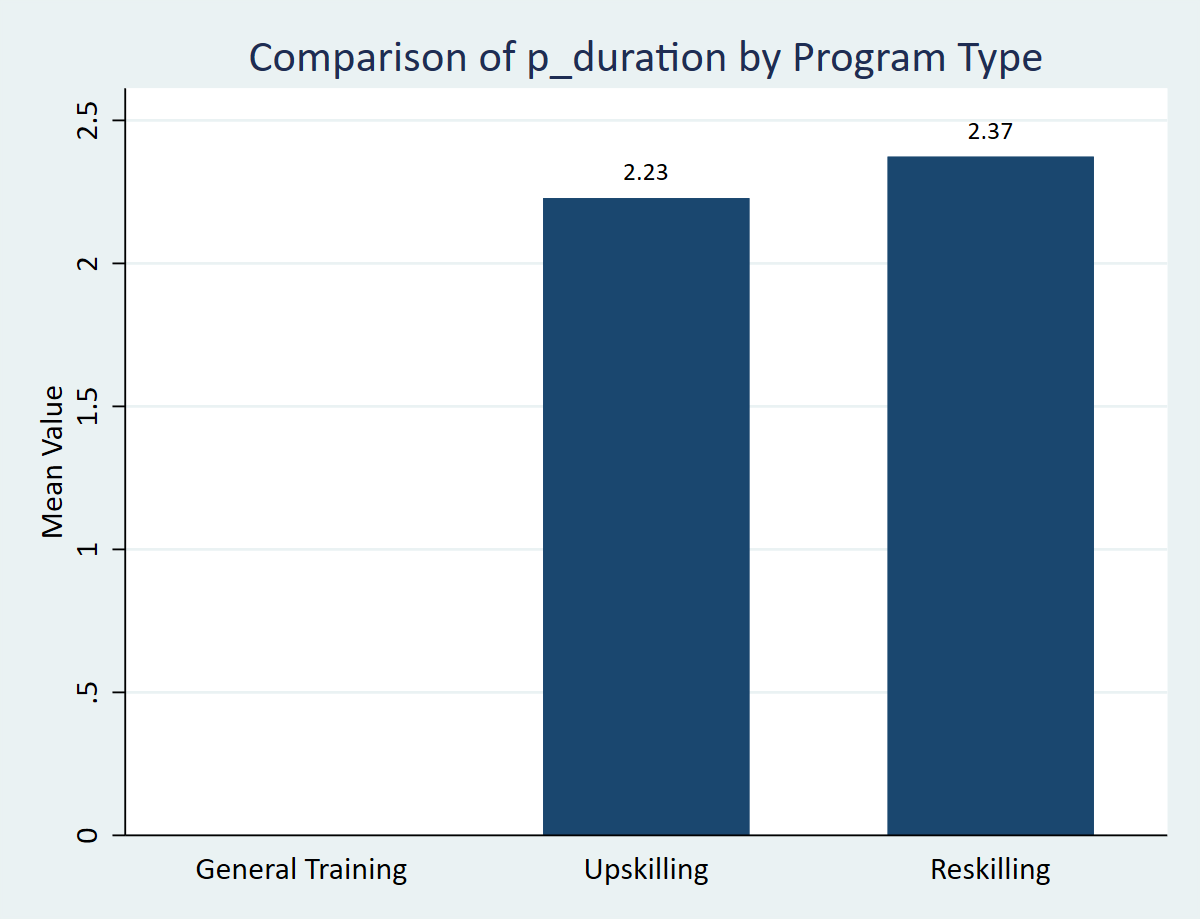 Comparison of p_duration by Program Type
Mean Value
2.5
2
1.5
1
.5
0
2.23
2.37
General Training
Upskilling
Reskilling